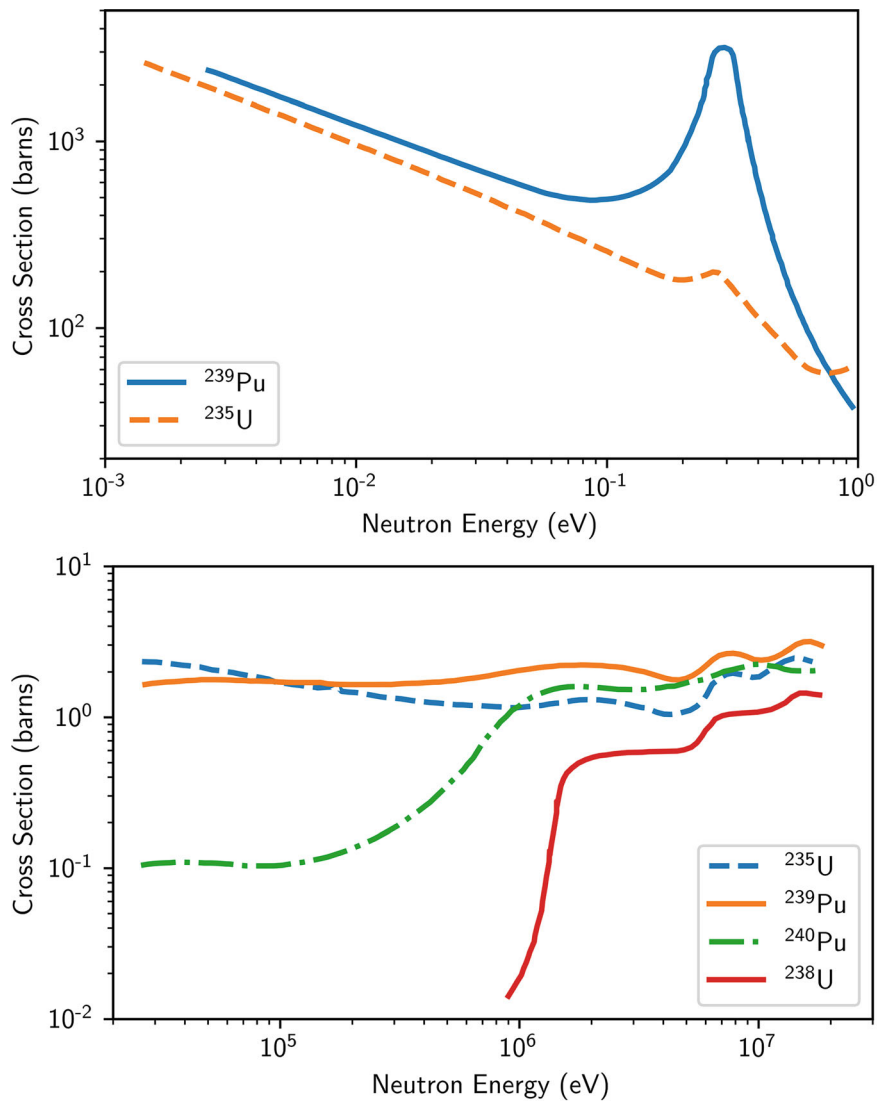 10³
10²
Cross Section (barns)
²³⁹Pu
²³⁵U
10⁻³ 10⁻² 10⁻¹ 10⁰
Neutron Energy (eV)
10¹
10⁰
10⁻¹
10⁻²
Cross Section (barns)
²³⁵U
²³⁹Pu
²⁴⁰Pu
²³⁸U
10⁵ 10⁶ 10⁷
Neutron Energy (eV)